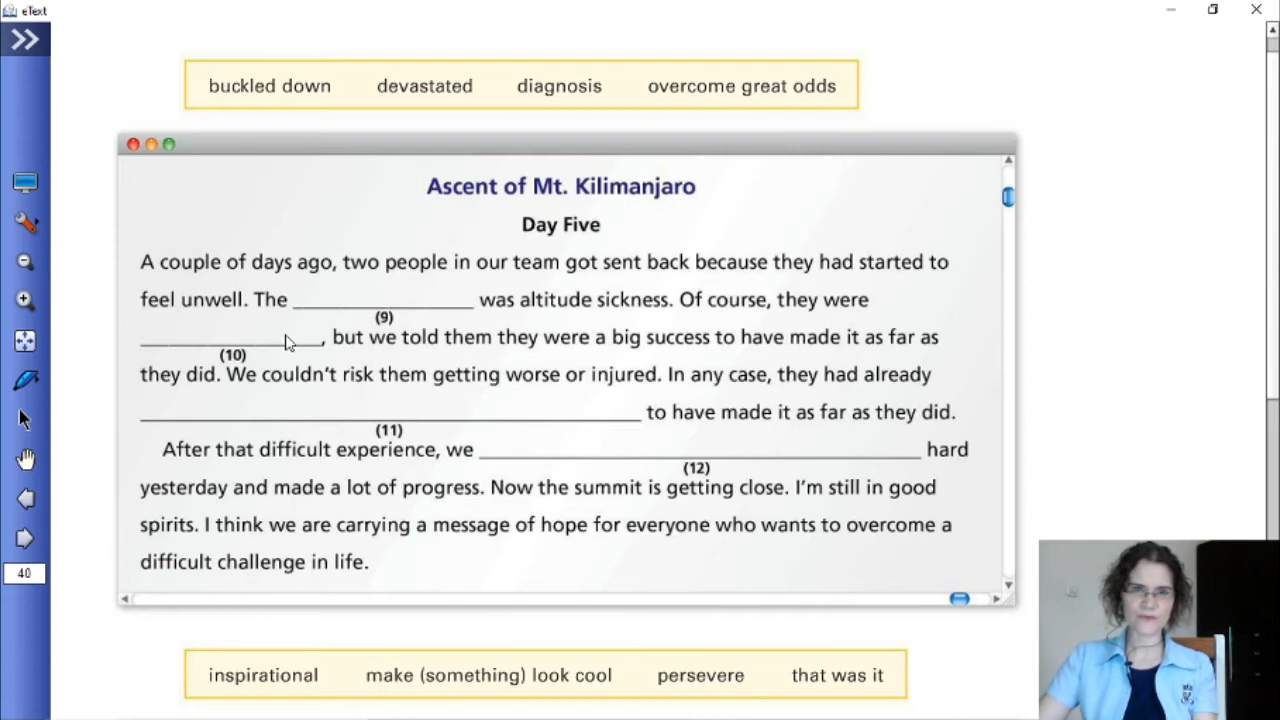 eText
buckled down devastated diagnosis overcome great odds
Ascent of Mt. Kilimanjaro
Day Five
A couple of days ago, two people in our team got sent back because they had started to
feel unwell. The ____________ was altitude sickness. Of course, they were
(9)
____________, but we told them they were a big success to have made it as far as
(10)
they did. We couldn't risk them getting worse or injured. In any case, they had already
____________ to have made it as far as they did.
(11)
After that difficult experience, we ____________ hard
(12)
yesterday and made a lot of progress. Now the summit is getting close. I'm still in good
spirits. I think we are carrying a message of hope for everyone who wants to overcome a
difficult challenge in life.
40
inspirational make (something) look cool persevere that was it